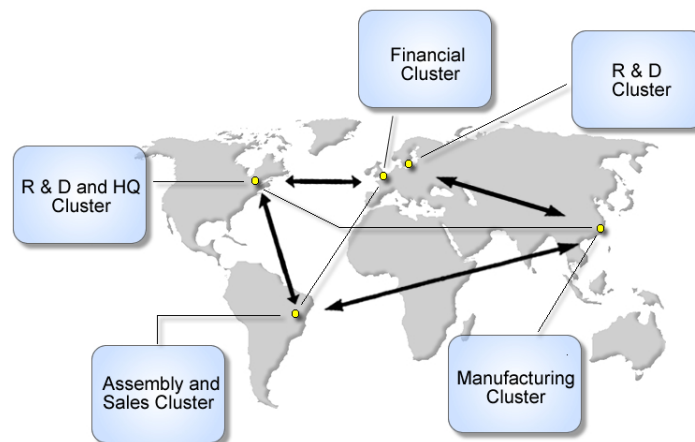 Financial
Cluster
R & D
Cluster
R & D and HQ
Cluster
Assembly and
Sales Cluster
Manufacturing
Cluster